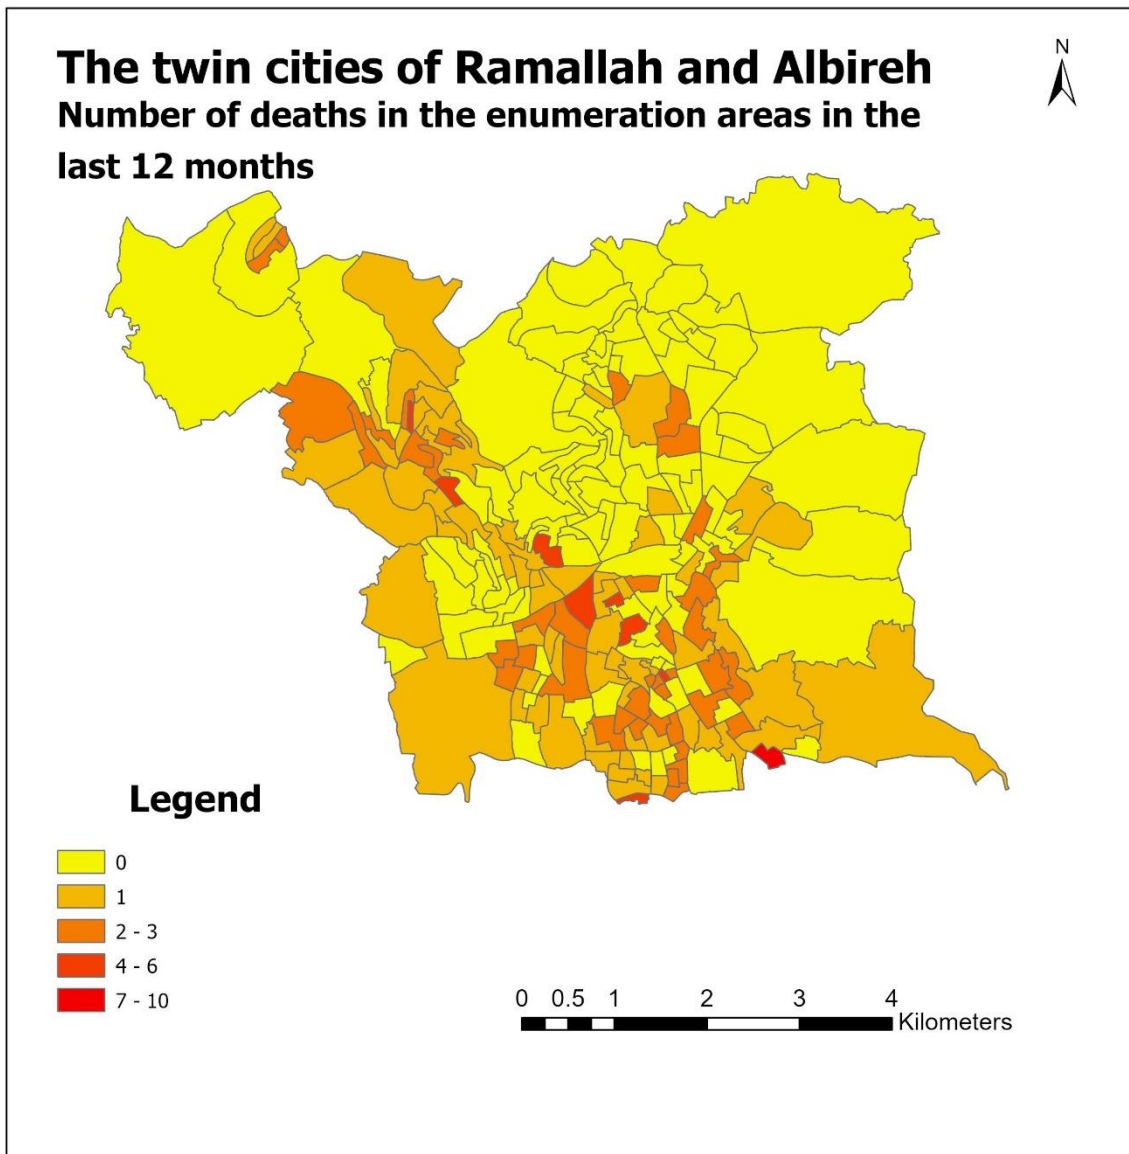 The twin cities of Ramallah and Albireh
Number of deaths in the enumeration areas in the
last 12 months
N
Legend
0
1
2 - 3
4 - 6
7 - 10
0 0.5 1 2 3 4
Kilometers